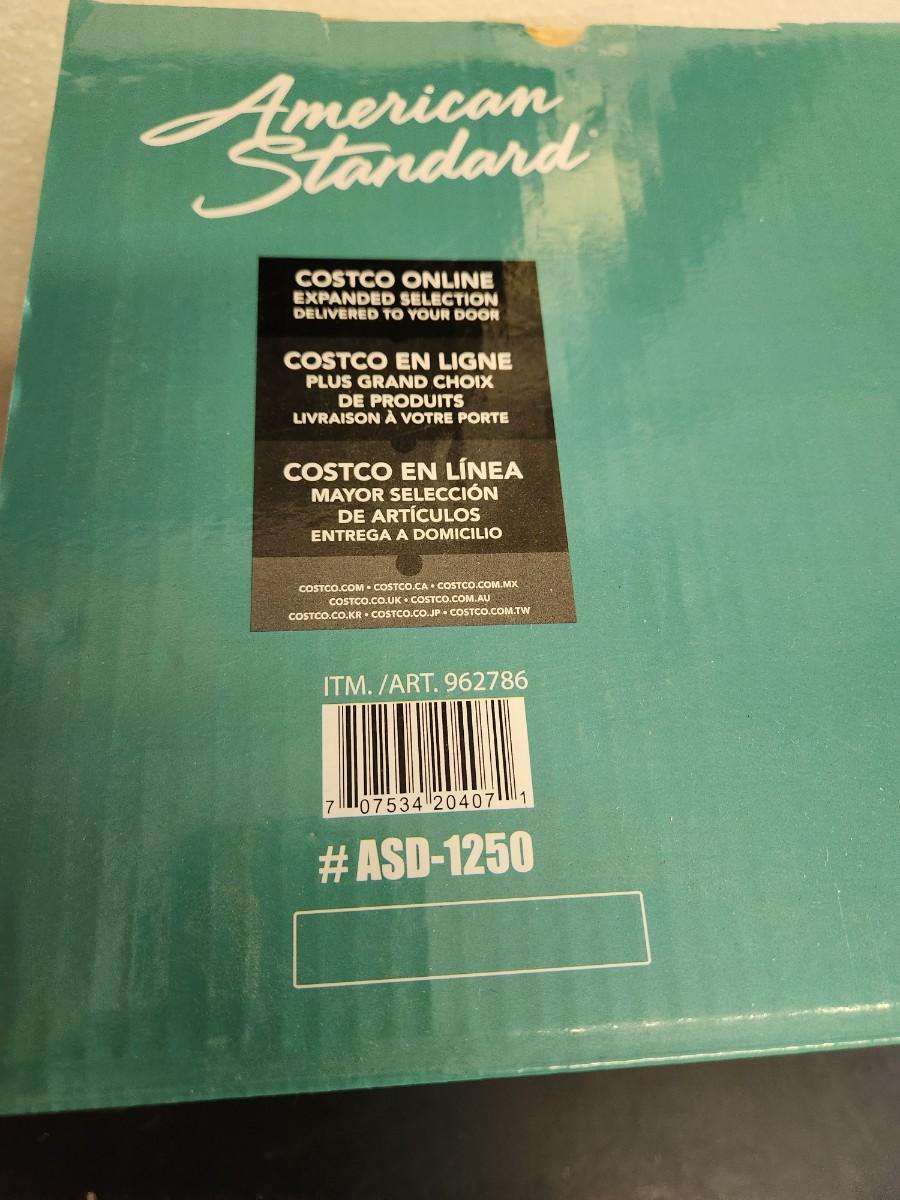 American
Standard
COSTCO ONLINE
EXPANDED SELECTION
DELIVERED TO YOUR DOOR
COSTCO EN LIGNE
PLUS GRAND CHOIX
DE PRODUITS
LIVRAISON À VOTRE PORTE
COSTCO EN LÍNEA
MAYOR SELECCIÓN
DE ARTÍCULOS
ENTREGA A DOMICILIO
COSTCO.COM • COSTCO.CA • COSTCO.COM.MX
COSTCO.CO.UK • COSTCO.COM.AU
COSTCO.CO.KR • COSTCO.CO.JP • COSTCO.COM.TW
ITM. /ART. 962786
7 07534 20407 1
# ASD-1250